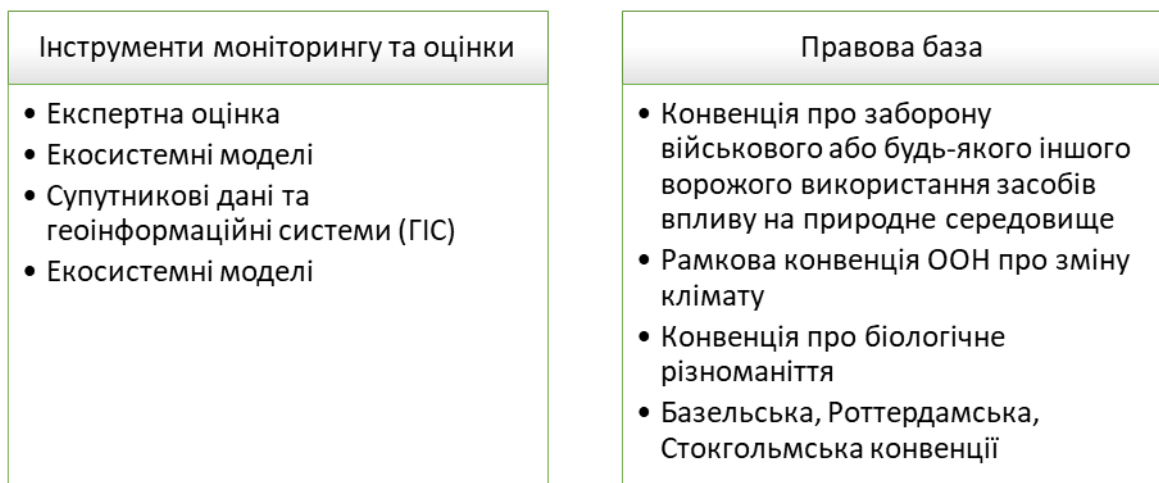 Інструменти моніторингу та оцінки
• Експертна оцінка
• Екосистемні моделі
• Супутникові дані та
геоінформаційні системи (ГІС)
• Екосистемні моделі
Правова база
• Конвенція про заборону
військового або будь-якого іншого
ворожого використання засобів
впливу на природне середовище
• Рамкова конвенція ООН про зміну
клімату
• Конвенція про біологічне
різноманіття
• Базельська, Роттердамська,
Стокгольмська конвенції